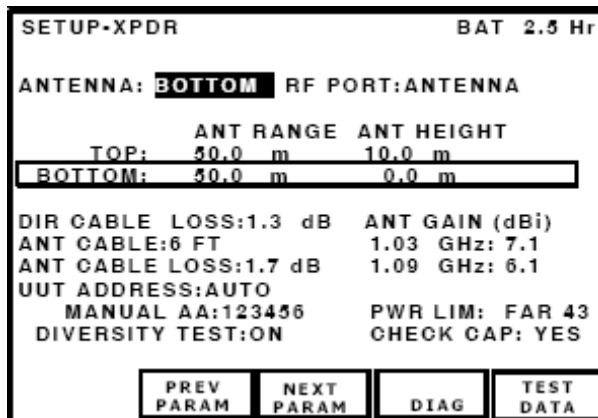 SETUP-XPDR BAT 2.5 Hr
ANTENNA: BOTTOM RF PORT:ANTENNA
ANT RANGE ANT HEIGHT
TOP: 50.0 m 10.0 m
BOTTOM: 50.0 m 0.0 m
DIR CABLE LOSS:1.3 dB ANT GAIN (dBi)
ANT CABLE:6 FT 1.03 GHz: 7.1
ANT CABLE LOSS:1.7 dB 1.09 GHz: 6.1
UUT ADDRESS:AUTO
MANUAL AA:123456 PWR LIM: FAR 43
DIVERSITY TEST:ON CHECK CAP: YES
PREV PARAM NEXT PARAM DIAG TEST DATA